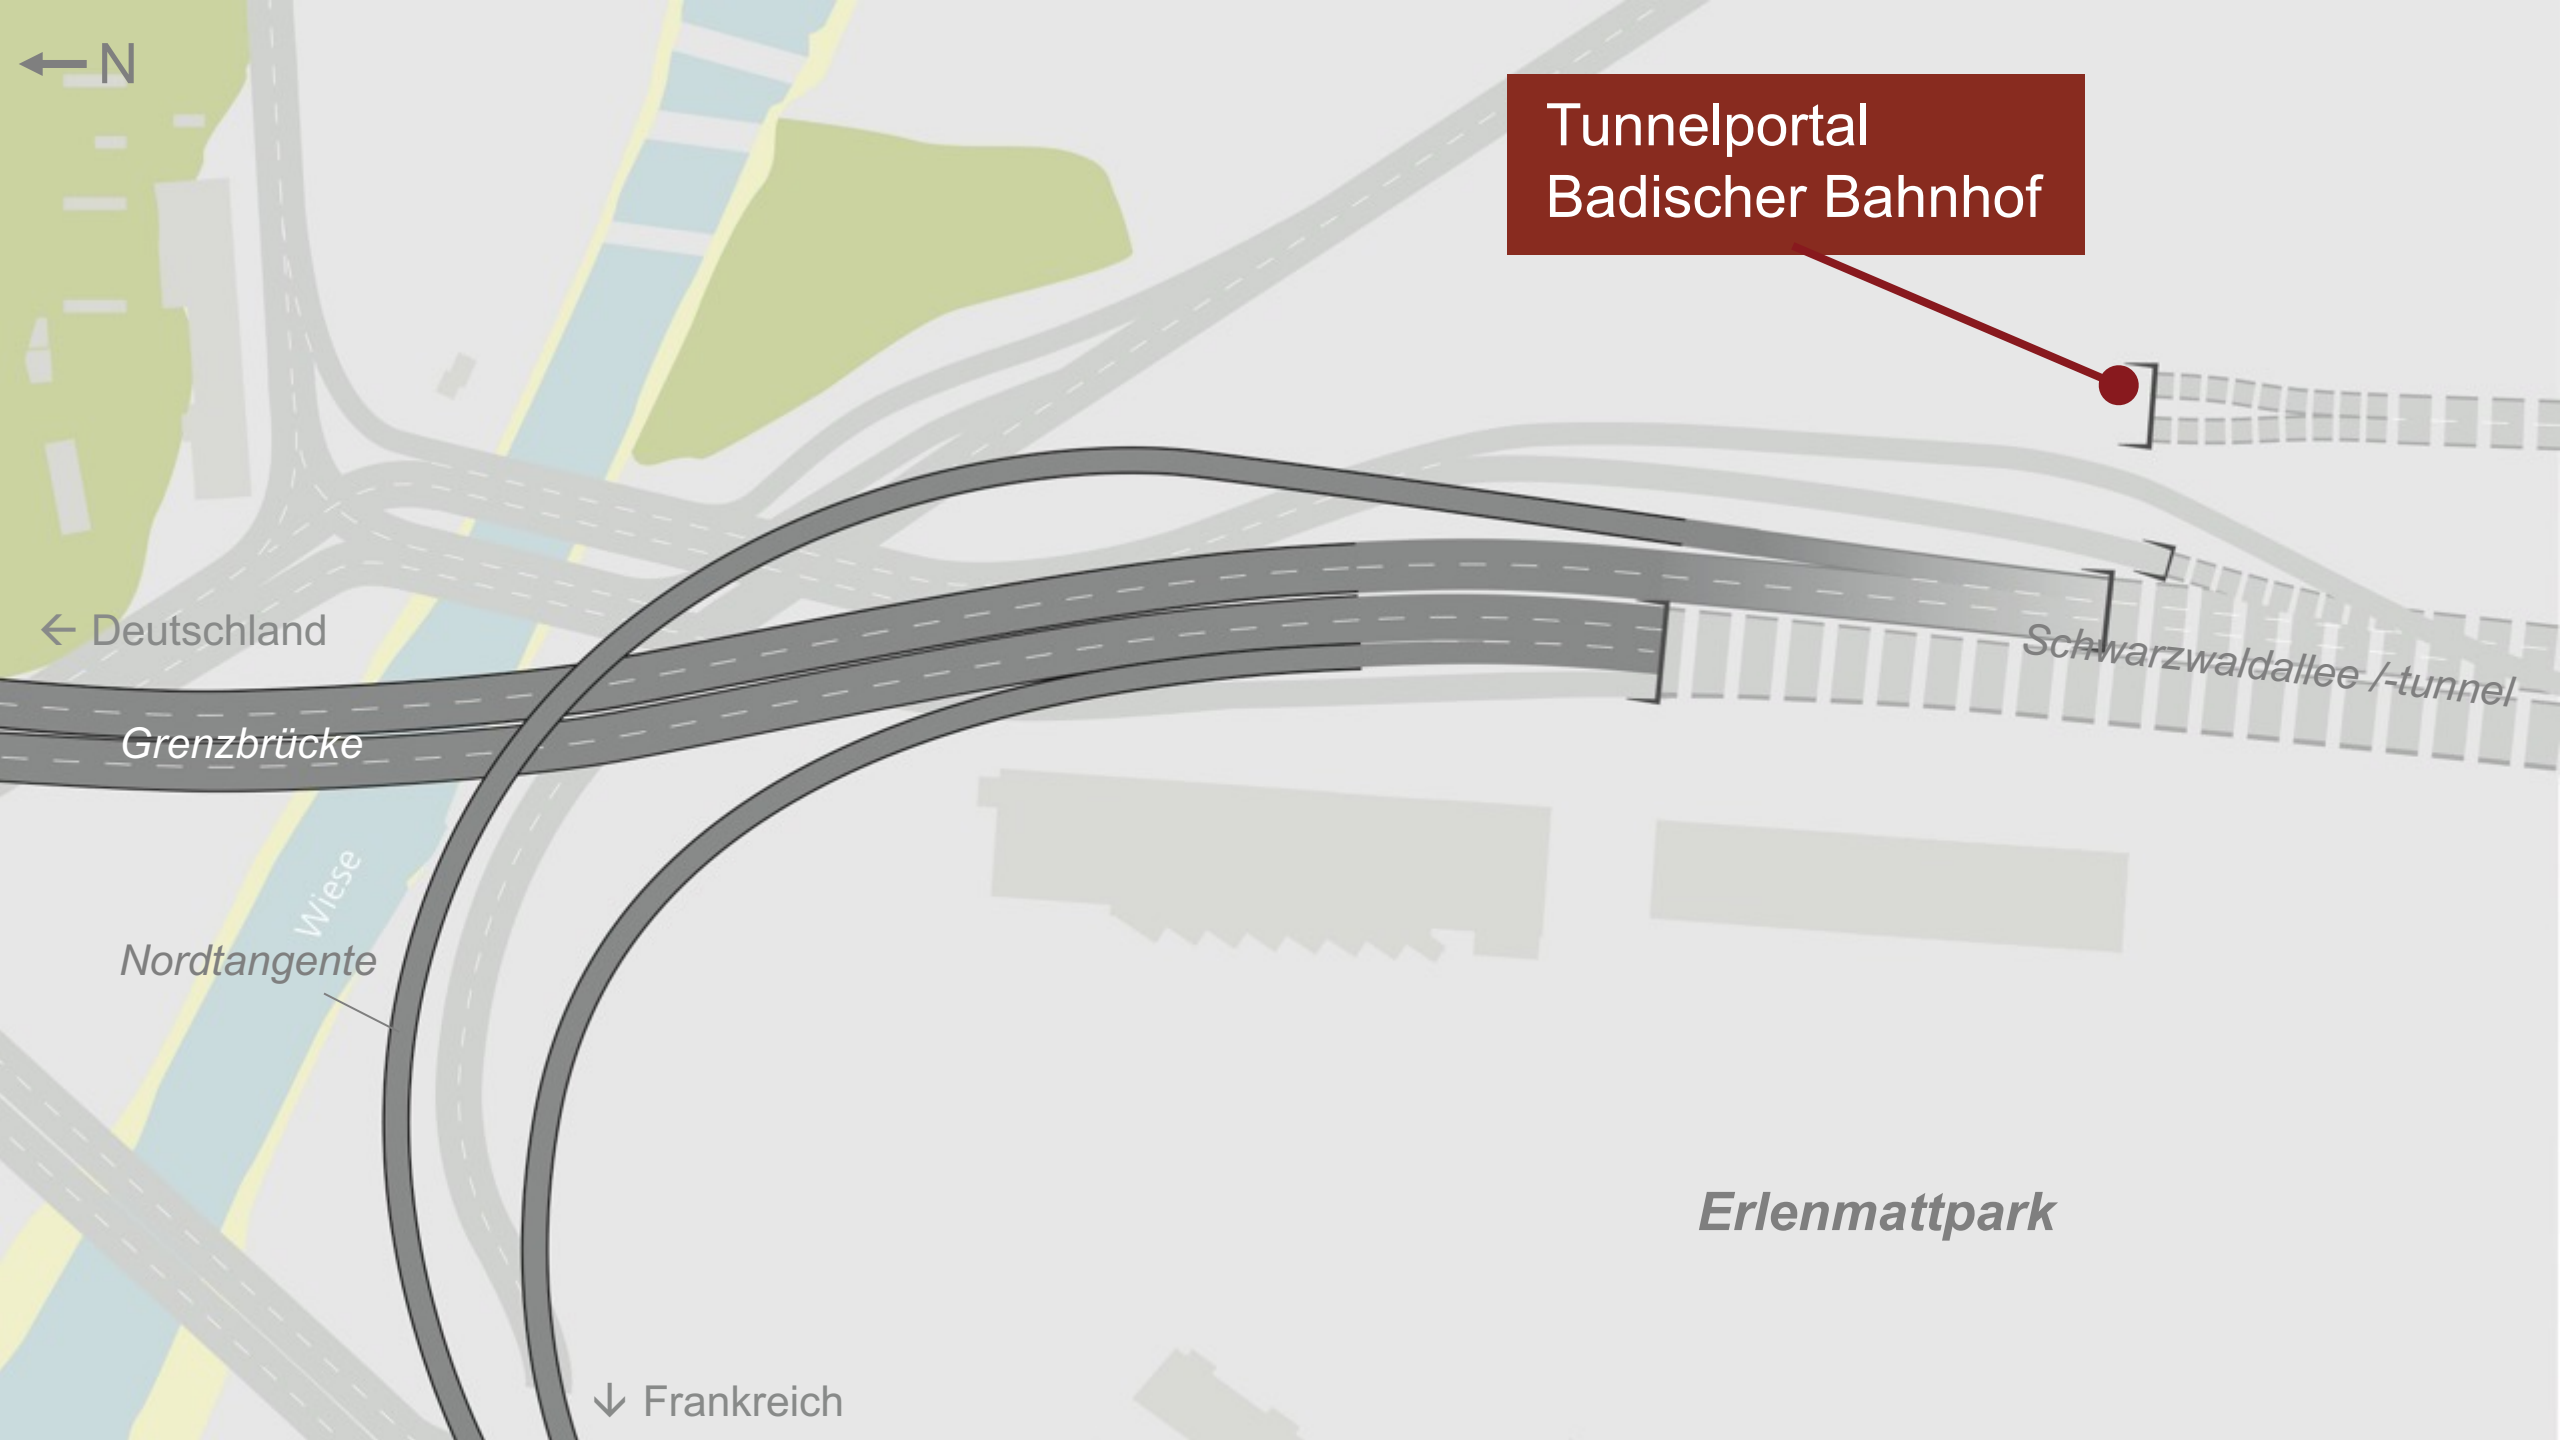 ← N
Tunnelportal
Badischer Bahnhof
← Deutschland
Schwarzwaldallee /-tunnel
Grenzbrücke
Wiese
Nordtangente
Erlenmattpark
↓ Frankreich